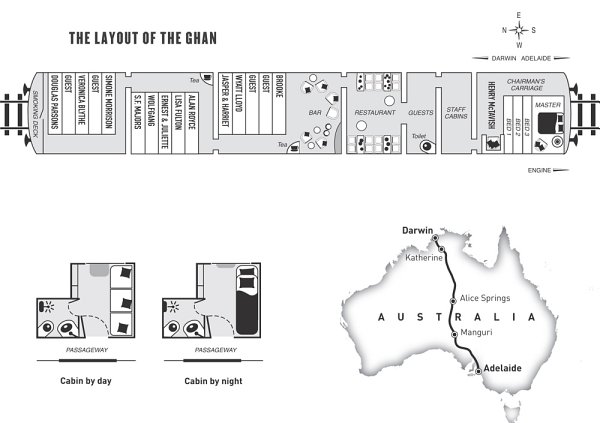 THE LAYOUT OF THE GHAN
E
N S
W
DARWIN ADELAIDE
SMOKING DECK
DOUGLAS PARSONS
GUEST
VERONICA BLYTHE
GUEST
SIMONE MORRISON
S.F. MAJORS
WOLFGANG
ERNEST & JULIETTE
LISA FULTON
ALAN ROYCE
Tea
JASPER & HARRIET
WYATT LLOYD
GUEST
GUEST
BROOKE
Tea
BAR
RESTAURANT
GUESTS
Toilet
STAFF
CABINS
HENRY McTAVISH
CHAIRMAN'S
CARRIAGE
BED 1
BED 2
BED 3
MASTER
ENGINE
PASSAGEWAY
Cabin by day
PASSAGEWAY
Cabin by night
Darwin
Katherine
Alice Springs
AUSTRALIA
Manguri
Adelaide